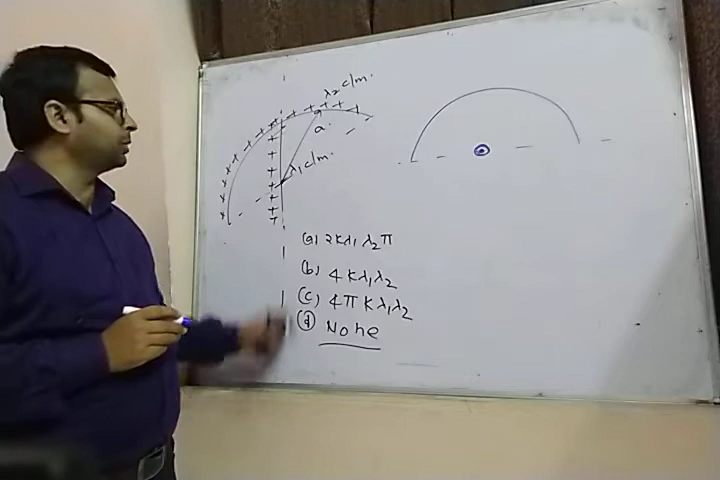 λ₂ c/m.
a
λ₁ c/m.
(a) 2kλ₁λ₂π
(b) 4kλ₁λ₂
(c) 4πkλ₁λ₂
(d) None